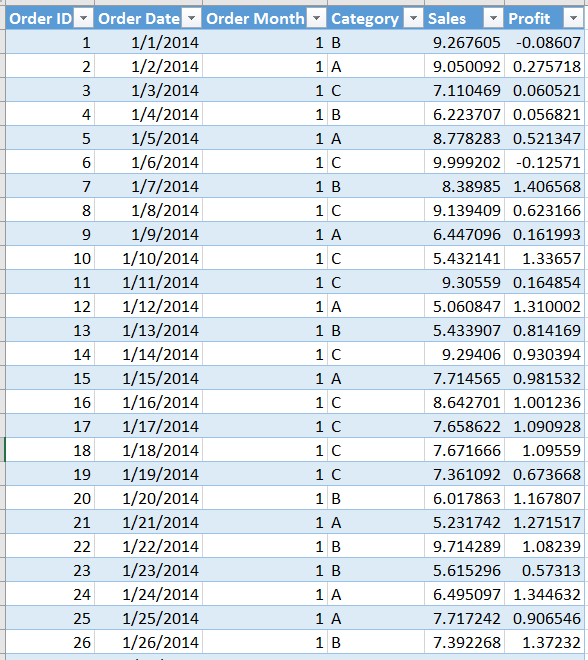 Order ID Order Date Order Month Category Sales Profit
1 1/1/2014 1 B 9.267605 -0.08607
2 1/2/2014 1 A 9.050092 0.275718
3 1/3/2014 1 C 7.110469 0.060521
4 1/4/2014 1 B 6.223707 0.056821
5 1/5/2014 1 A 8.778283 0.521347
6 1/6/2014 1 C 9.999202 -0.12571
7 1/7/2014 1 B 8.38985 1.406568
8 1/8/2014 1 C 9.139409 0.623166
9 1/9/2014 1 A 6.447096 0.161993
10 1/10/2014 1 C 5.432141 1.33657
11 1/11/2014 1 C 9.30559 0.164854
12 1/12/2014 1 A 5.060847 1.310002
13 1/13/2014 1 B 5.433907 0.814169
14 1/14/2014 1 C 9.29406 0.930394
15 1/15/2014 1 A 7.714565 0.981532
16 1/16/2014 1 C 8.642701 1.001236
17 1/17/2014 1 C 7.658622 1.090928
18 1/18/2014 1 C 7.671666 1.09559
19 1/19/2014 1 C 7.361092 0.673668
20 1/20/2014 1 B 6.017863 1.167807
21 1/21/2014 1 A 5.231742 1.271517
22 1/22/2014 1 B 9.714289 1.08239
23 1/23/2014 1 B 5.615296 0.57313
24 1/24/2014 1 A 6.495097 1.344632
25 1/25/2014 1 A 7.717242 0.906546
26 1/26/2014 1 B 7.392268 1.37232